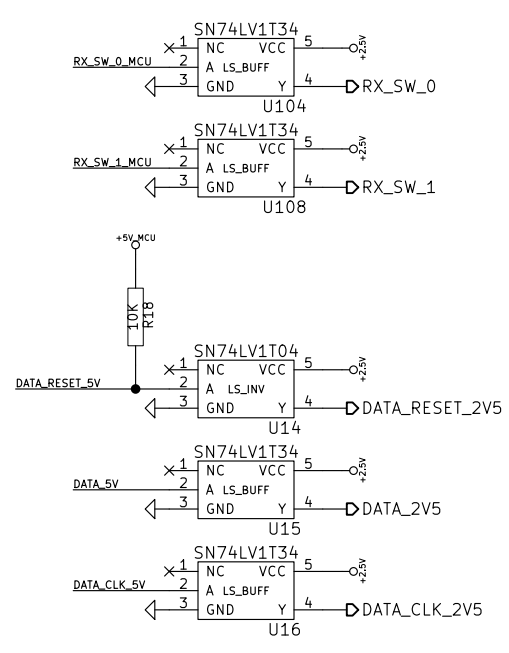 SN74LV1T34
1 NC VCC 5 +2.5V
RX_SW_0_MCU 2 A LS_BUFF
3 GND Y 4 RX_SW_0
U104
SN74LV1T34
1 NC VCC 5 +2.5V
RX_SW_1_MCU 2 A LS_BUFF
3 GND Y 4 RX_SW_1
U108
+5V_MCU
10K
R18
SN74LV1T04
1 NC VCC 5 +2.5V
DATA_RESET_5V 2 A LS_INV
3 GND Y 4 DATA_RESET_2V5
U14
SN74LV1T34
1 NC VCC 5 +2.5V
DATA_5V 2 A LS_BUFF
3 GND Y 4 DATA_2V5
U15
SN74LV1T34
1 NC VCC 5 +2.5V
DATA_CLK_5V 2 A LS_BUFF
3 GND Y 4 DATA_CLK_2V5
U16